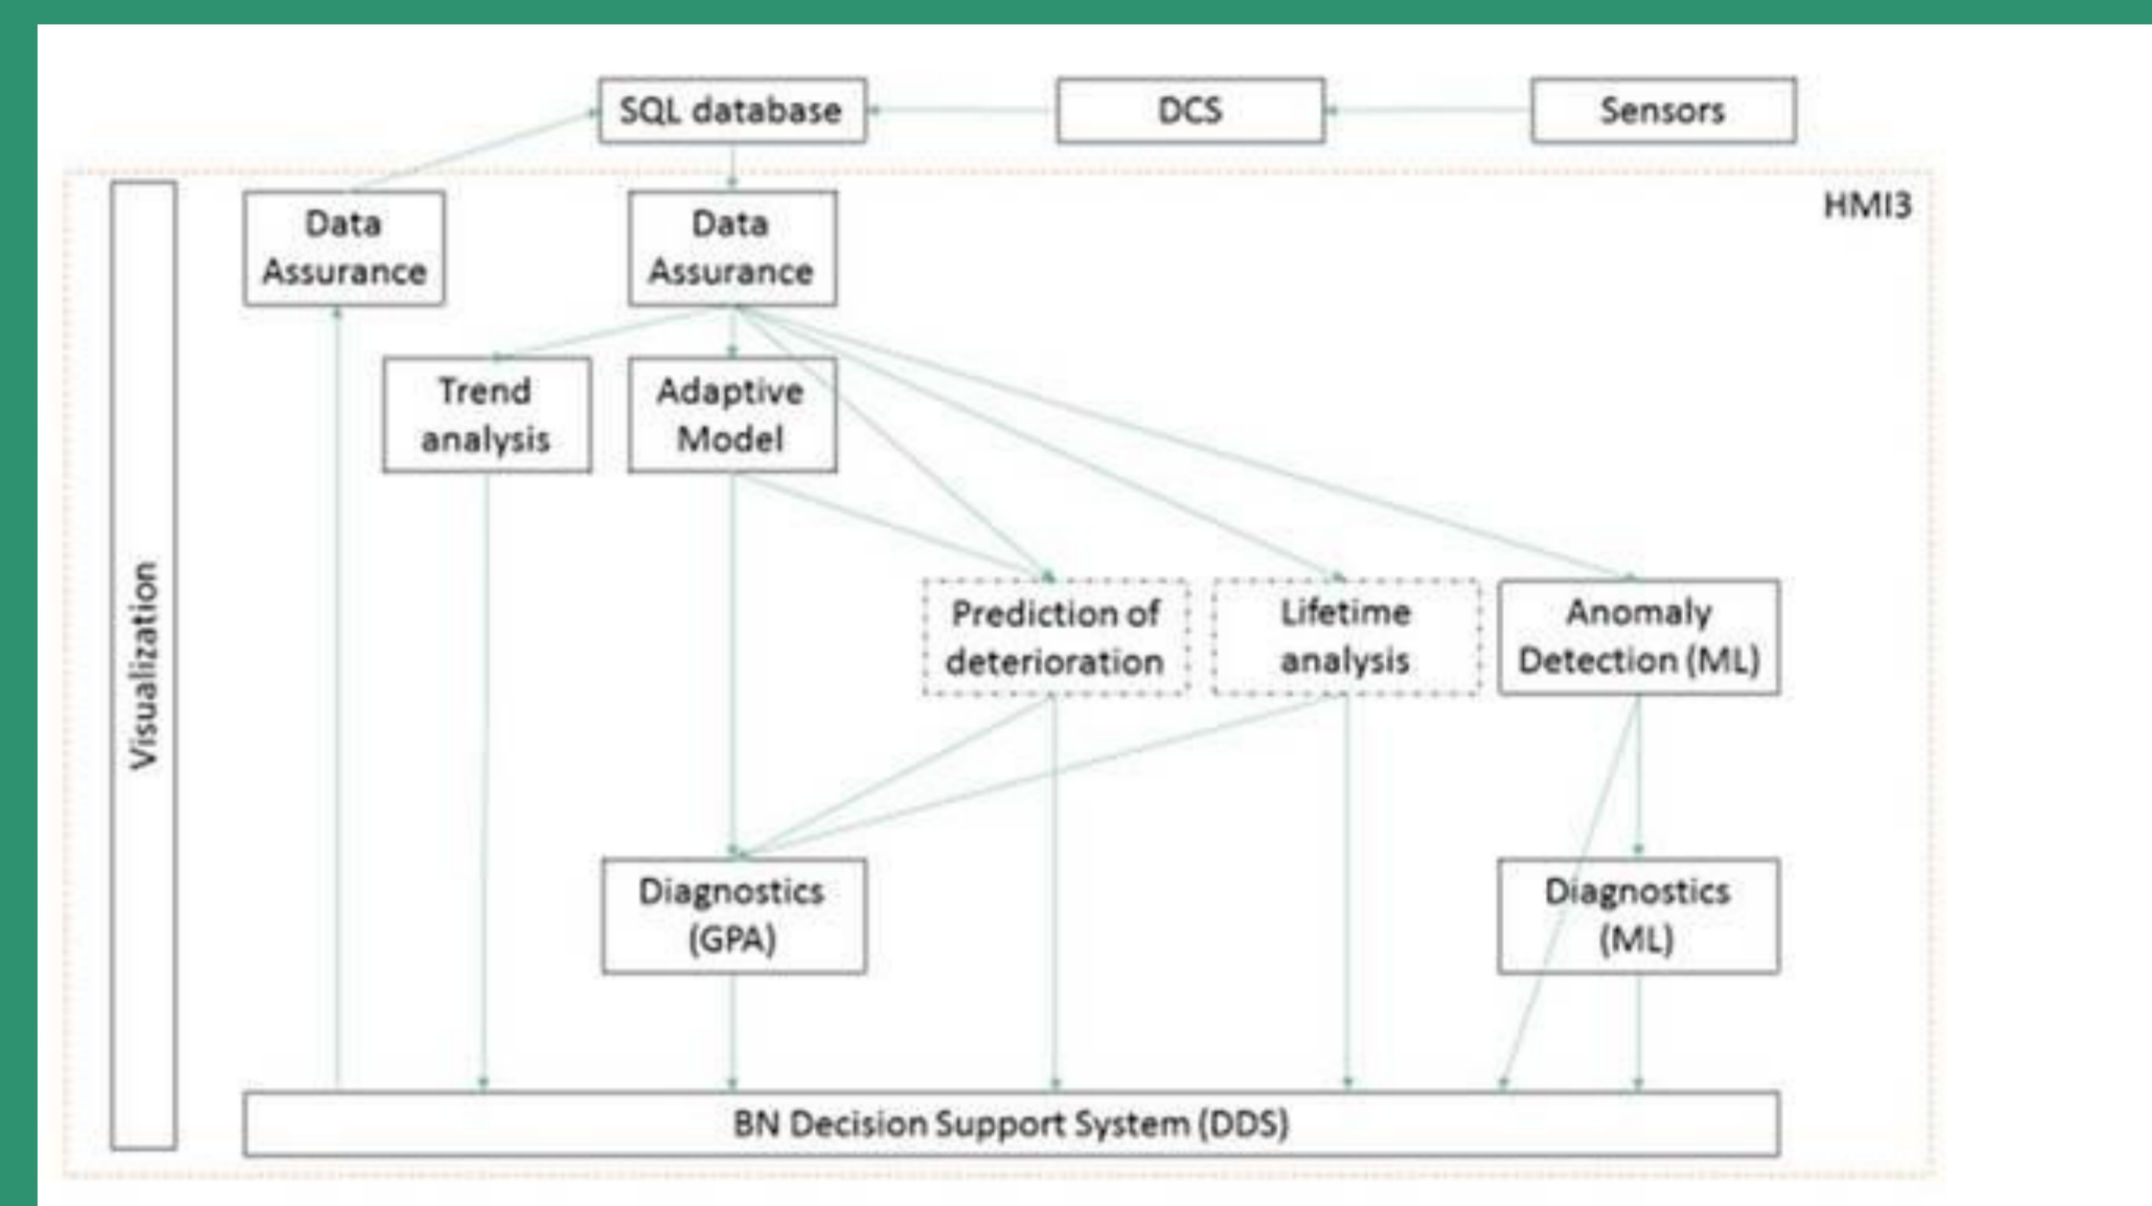 SQL database
DCS
Sensors
HMI3
Data
Assurance
Data
Assurance
Trend
analysis
Adaptive
Model
Visualization
Prediction of
deterioration
Lifetime
analysis
Anomaly
Detection (ML)
Diagnostics
(GPA)
Diagnostics
(ML)
BN Decision Support System (DDS)